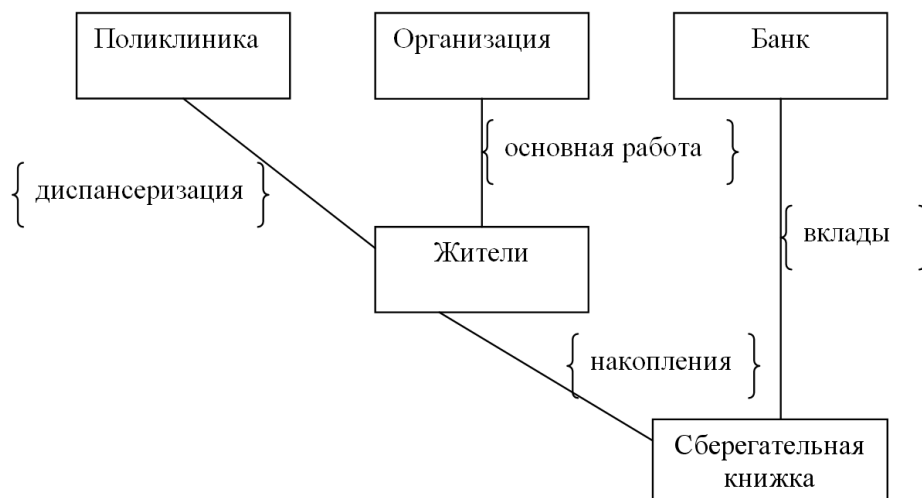 Поликлиника
Организация
Банк
{ основная работа }
{ диспансеризация }
{ вклады }
Жители
{ накопления }
Сберегательная
книжка